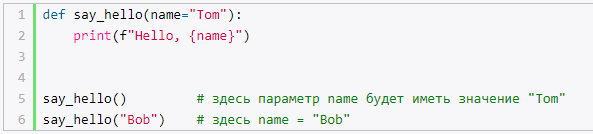 1 def say_hello(name="Tom"):
2     print(f"Hello, {name}")
3
4
5 say_hello()         # здесь параметр name будет иметь значение "Tom"
6 say_hello("Bob")    # здесь name = "Bob"